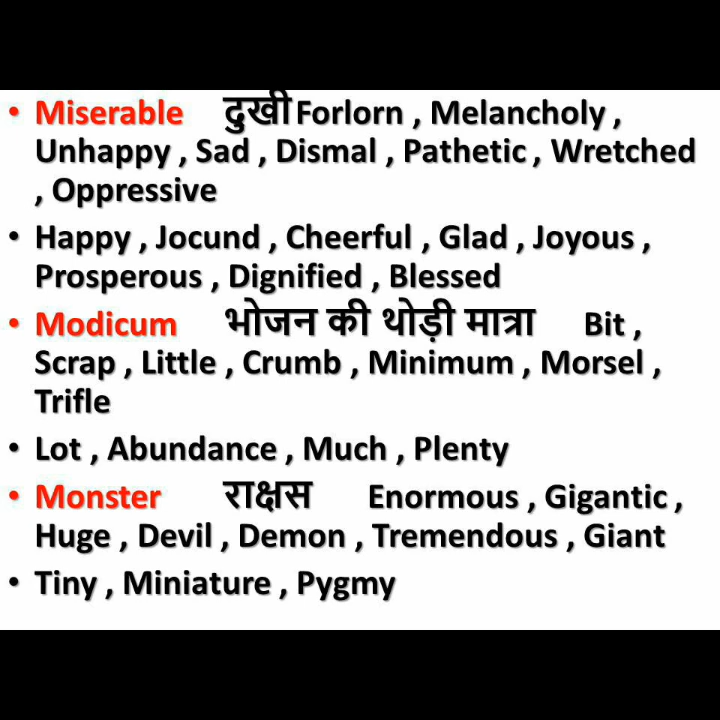 • Miserable दुखी Forlorn , Melancholy ,
Unhappy , Sad , Dismal , Pathetic , Wretched
, Oppressive
• Happy , Jocund , Cheerful , Glad , Joyous ,
Prosperous , Dignified , Blessed
• Modicum भोजन की थोड़ी मात्रा Bit ,
Scrap , Little , Crumb , Minimum , Morsel ,
Trifle
• Lot , Abundance , Much , Plenty
• Monster राक्षस Enormous , Gigantic ,
Huge , Devil , Demon , Tremendous , Giant
• Tiny , Miniature , Pygmy